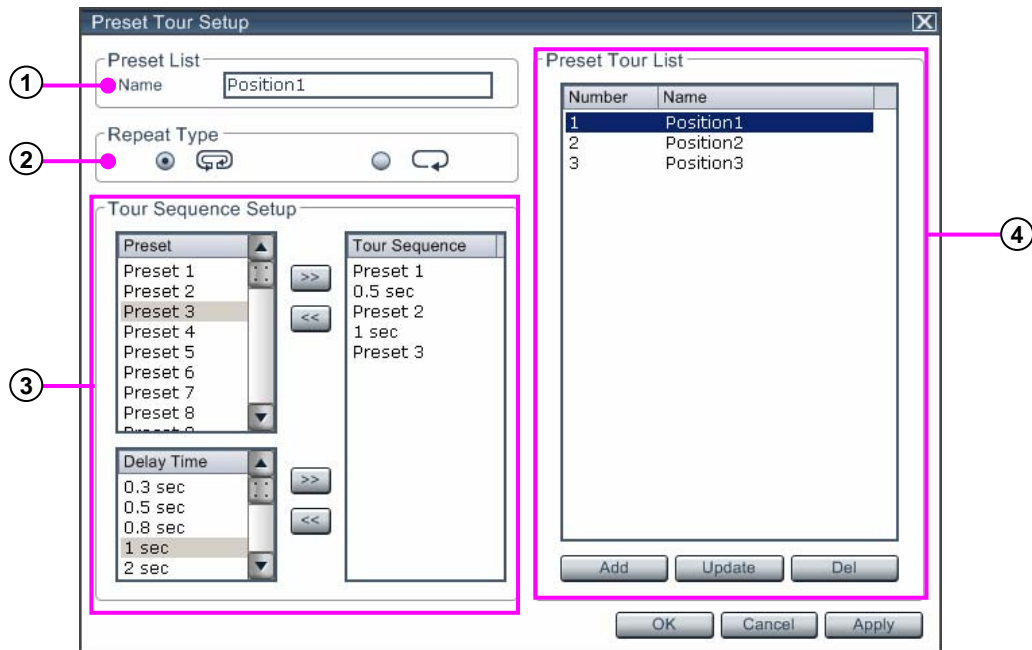 Preset Tour Setup
Preset List
1
Name
Position1
Repeat Type
2
Tour Sequence Setup
Preset
Preset 1
Preset 2
Preset 3
Preset 4
Preset 5
Preset 6
Preset 7
Preset 8
>>
<<
Tour Sequence
Preset 1
0.5 sec
Preset 2
1 sec
Preset 3
3
Delay Time
0.3 sec
0.5 sec
0.8 sec
1 sec
2 sec
>>
<<
Preset Tour List
Number Name
1 Position1
2 Position2
3 Position3
4
Add Update Del
OK Cancel Apply